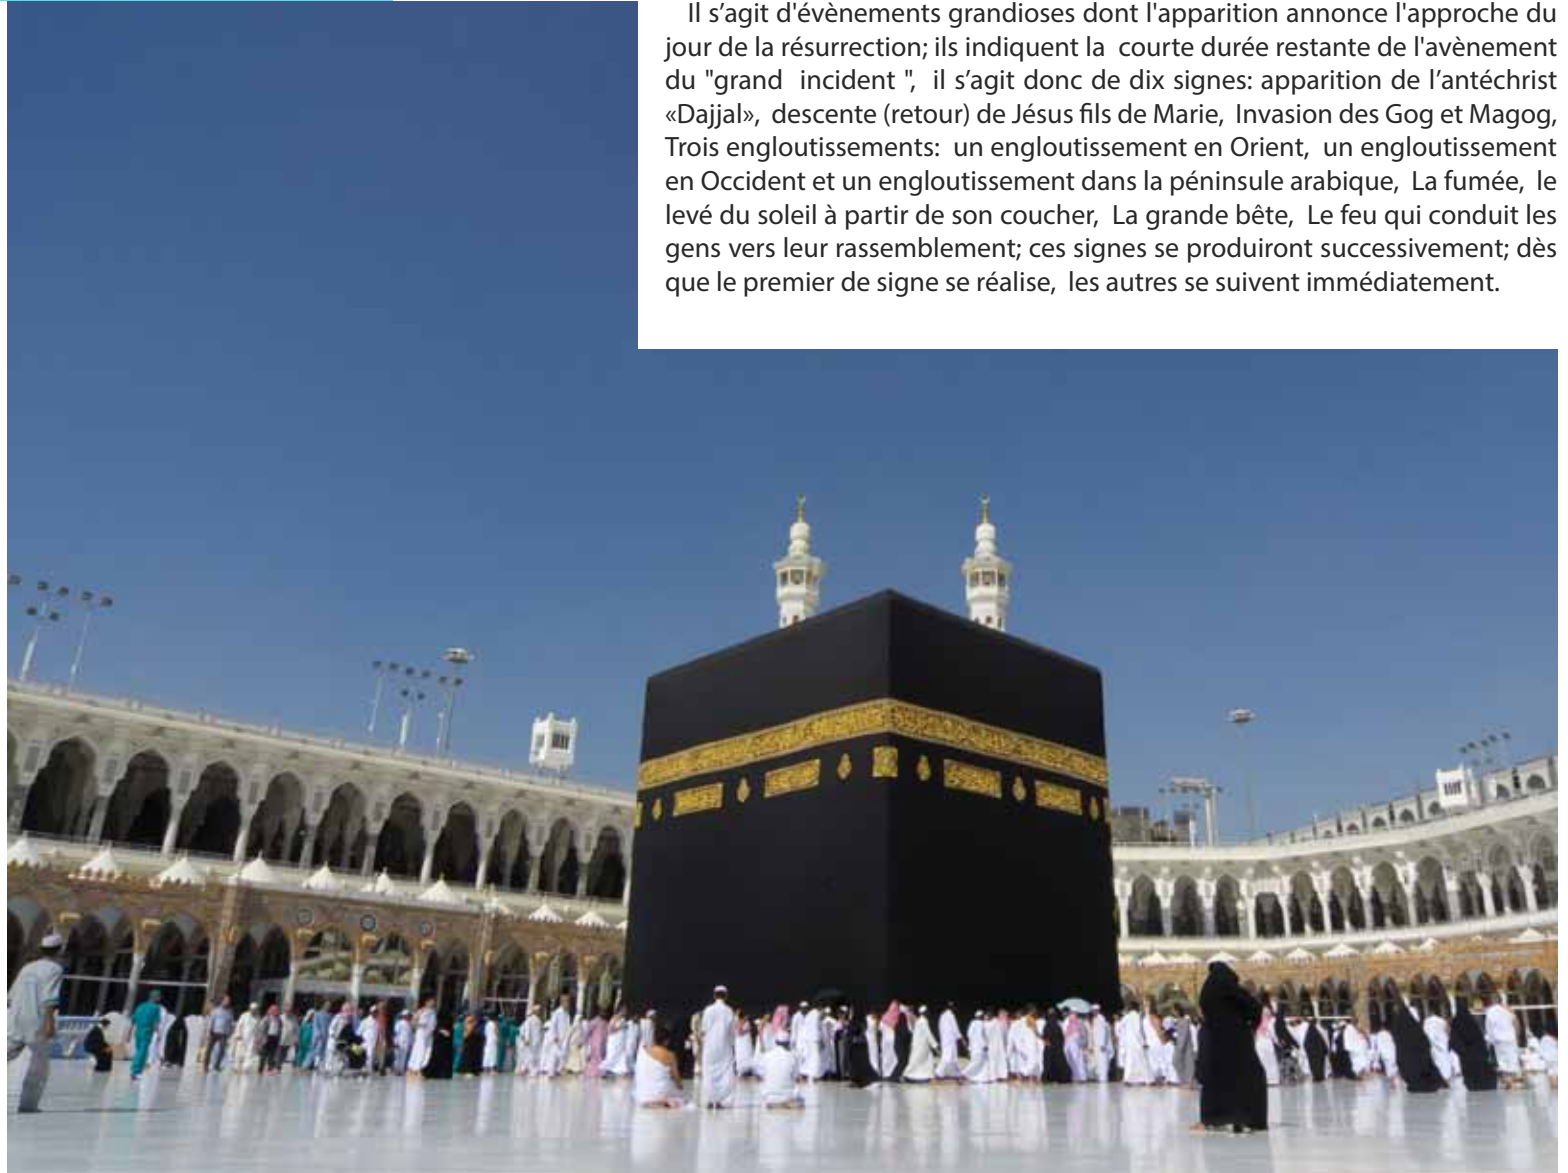 Il s’agit d'évènements grandioses dont l'apparition annonce l'approche du
jour de la résurrection; ils indiquent la courte durée restante de l'avènement
du "grand incident ", il s’agit donc de dix signes: apparition de l’antéchrist
«Dajjal», descente (retour) de Jésus fils de Marie, Invasion des Gog et Magog,
Trois engloutissements: un engloutissement en Orient, un engloutissement
en Occident et un engloutissement dans la péninsule arabique, La fumée, le
levé du soleil à partir de son coucher, La grande bête, Le feu qui conduit les
gens vers leur rassemblement; ces signes se produiront successivement; dès
que le premier de signe se réalise, les autres se suivent immédiatement.